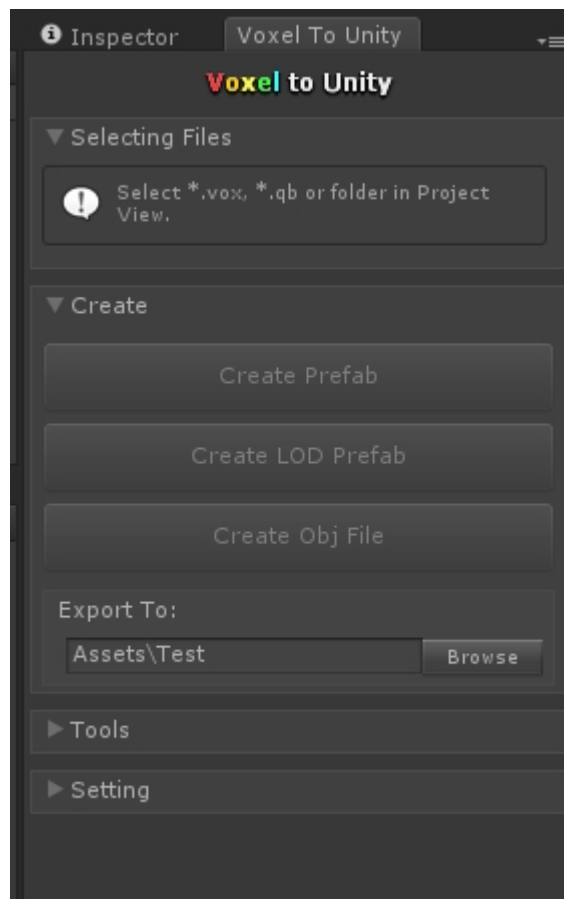 Inspector
Voxel To Unity
Voxel to Unity
Selecting Files
Select *.vox, *.qb or folder in Project
View.
Create
Create Prefab
Create LOD Prefab
Create Obj File
Export To:
Assets\Test
Browse
Tools
Setting